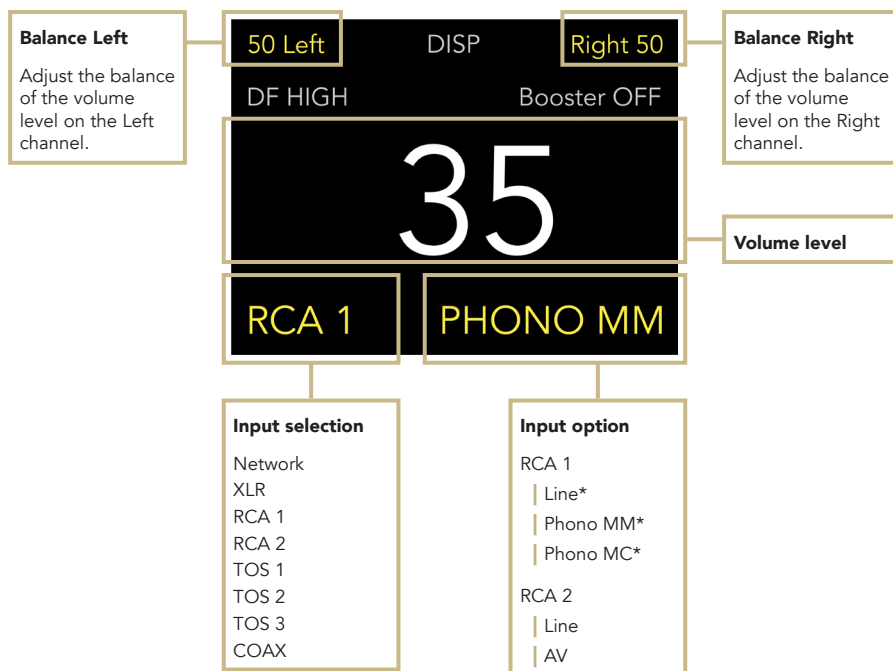 Balance Left
Adjust the balance
of the volume
level on the Left
channel.
50 Left
DISP
Right 50
DF HIGH
Booster OFF
35
RCA 1
PHONO MM
Balance Right
Adjust the balance
of the volume
level on the Right
channel.
Volume level
Input selection
Network
XLR
RCA 1
RCA 2
TOS 1
TOS 2
TOS 3
COAX
Input option
RCA 1
Line*
Phono MM*
Phono MC*
RCA 2
Line
AV